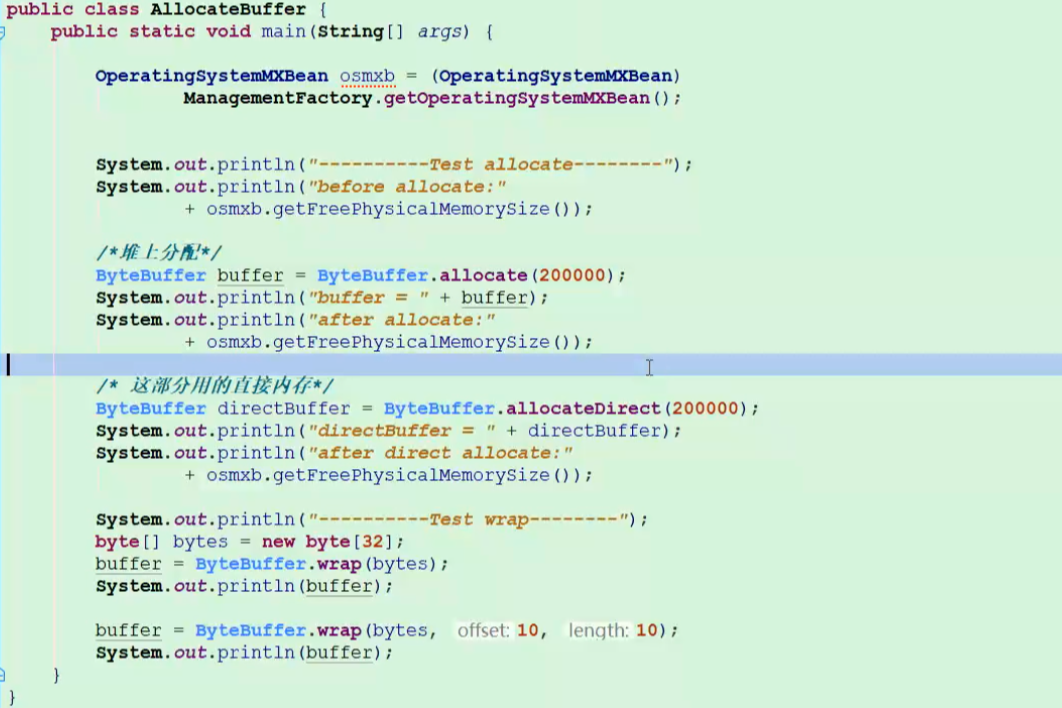 public class AllocateBuffer {
public static void main(String[] args) {
OperatingSystemMXBean osmxb = (OperatingSystemMXBean)
ManagementFactory.getOperatingSystemMXBean();
System.out.println("----------Test allocate--------");
System.out.println("before allocate:"
+ osmxb.getFreePhysicalMemorySize());
/*堆上分配*/
ByteBuffer buffer = ByteBuffer.allocate(200000);
System.out.println("buffer = " + buffer);
System.out.println("after allocate:"
+ osmxb.getFreePhysicalMemorySize());
/* 这部分用的直接内存*/
ByteBuffer directBuffer = ByteBuffer.allocateDirect(200000);
System.out.println("directBuffer = " + directBuffer);
System.out.println("after direct allocate:"
+ osmxb.getFreePhysicalMemorySize());
System.out.println("----------Test wrap--------");
byte[] bytes = new byte[32];
buffer = ByteBuffer.wrap(bytes);
System.out.println(buffer);
buffer = ByteBuffer.wrap(bytes, offset: 10, length: 10);
System.out.println(buffer);
}
}